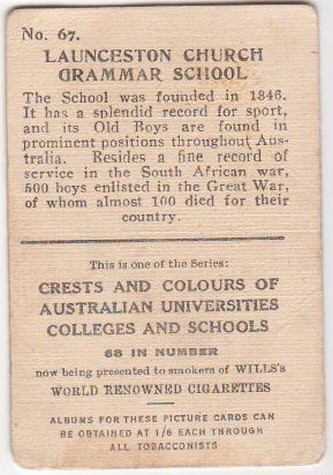 No. 67.
LAUNCESTON CHURCH
GRAMMAR SCHOOL
The School was founded in 1846.
It has a splendid record for sport,
and its Old Boys are found in
prominent positions throughout Aus-
tralia. Besides a fine record of
service in the South African war,
500 boys enlisted in the Great War,
of whom almost 100 died for their
country.
This is one of the Series:
CRESTS AND COLOURS OF
AUSTRALIAN UNIVERSITIES
COLLEGES AND SCHOOLS
68 IN NUMBER
now being presented to smokers of WILLS's
WORLD RENOWNED CIGARETTES
ALBUMS FOR THESE PICTURE CARDS CAN
BE OBTAINED AT 1/6 EACH THROUGH
ALL TOBACCONISTS